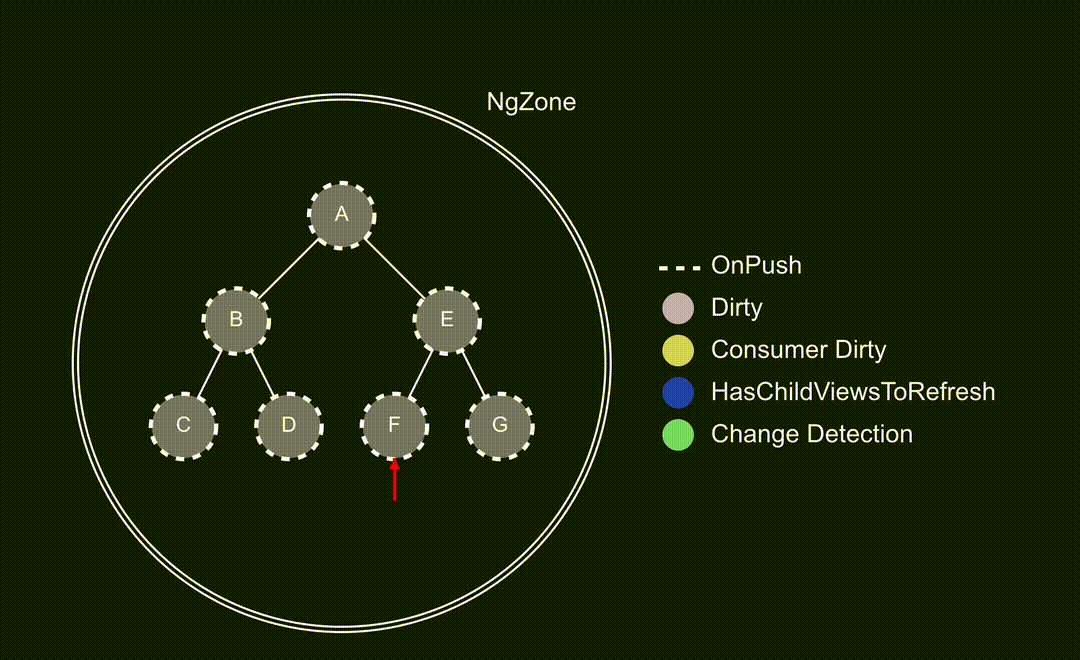 NgZone
A
B
E
C
D
F
G
OnPush
Dirty
Consumer Dirty
HasChildViewsToRefresh
Change Detection